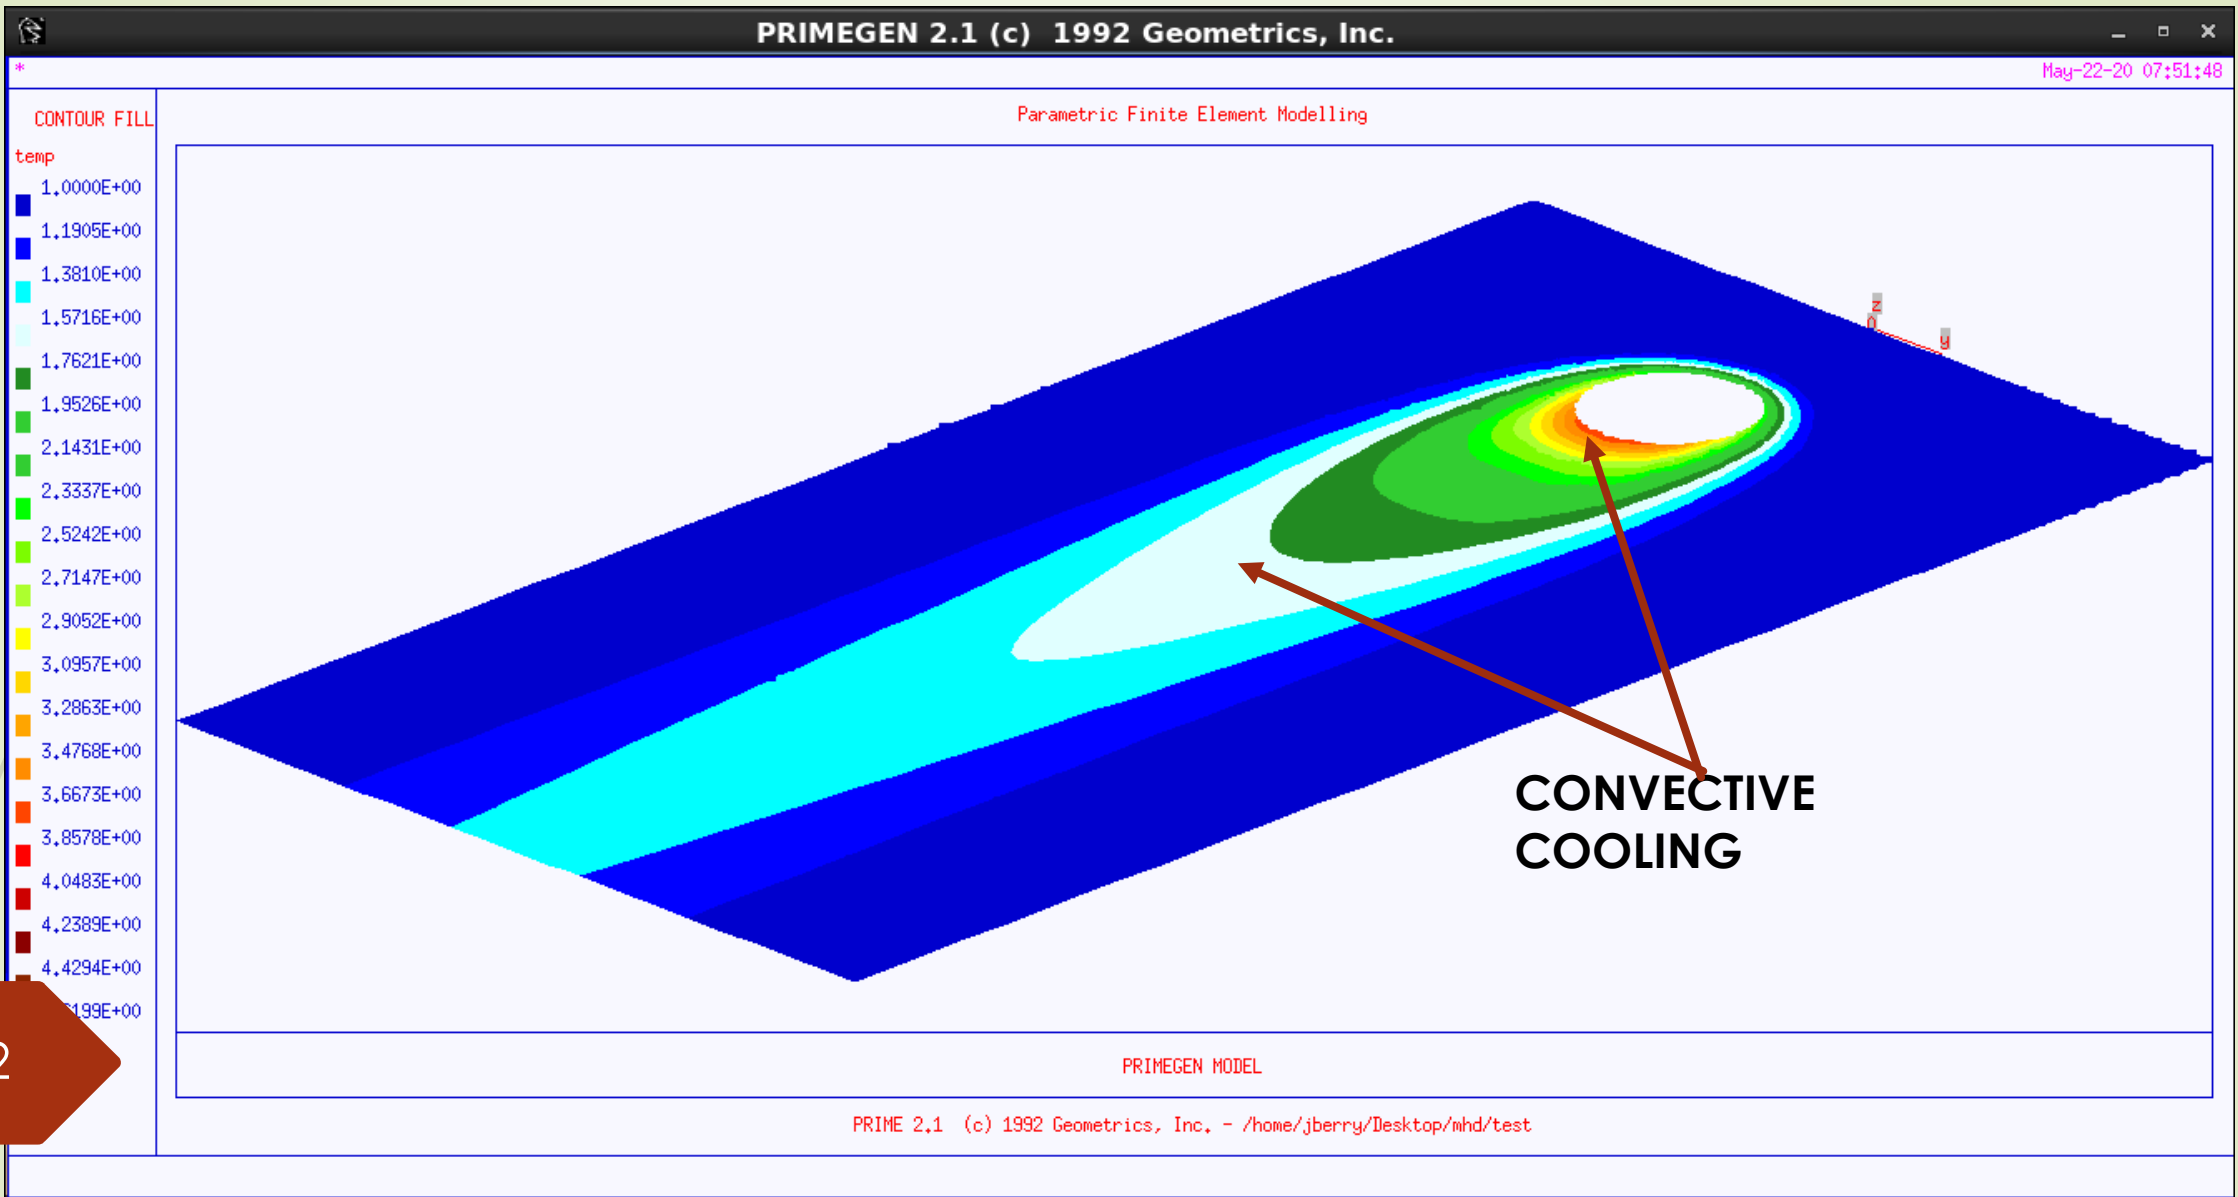 PRIMEGEN 2.1 (c) 1992 Geometrics, Inc.
*
May-22-20 07:51:48
CONTOUR FILL
Parametric Finite Element Modelling
temp
1.0000E+00
1.1905E+00
1.3810E+00
1.5716E+00
1.7621E+00
1.9526E+00
2.1431E+00
2.3337E+00
2.5242E+00
2.7147E+00
2.9052E+00
3.0957E+00
3.2863E+00
3.4768E+00
3.6673E+00
3.8578E+00
4.0483E+00
4.2389E+00
4.4294E+00
199E+00
z
0
y
CONVECTIVE
COOLING
2
PRIMEGEN MODEL
PRIME 2.1 (c) 1992 Geometrics, Inc. - /home/jberry/Desktop/mhd/test